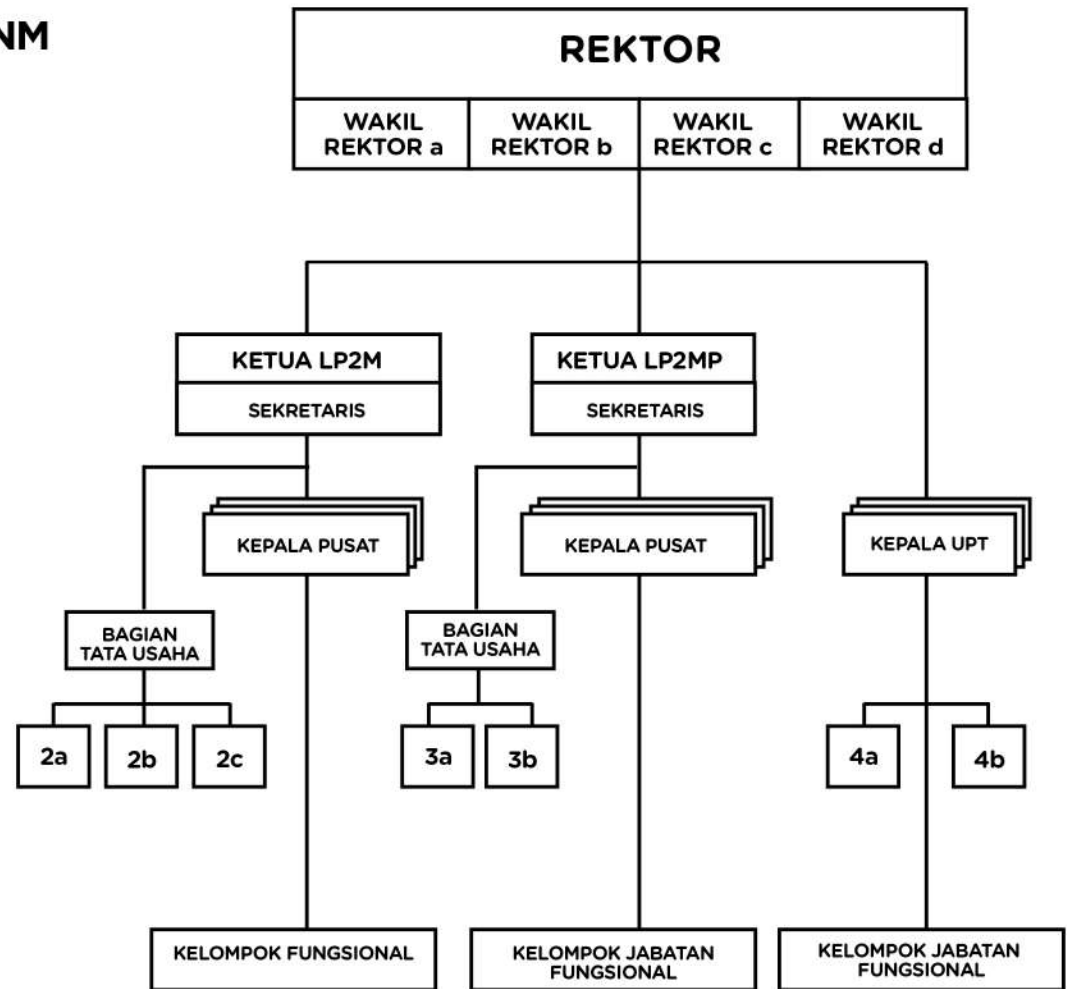 NM
REKTOR
WAKIL
REKTOR a
WAKIL
REKTOR b
WAKIL
REKTOR c
WAKIL
REKTOR d
KETUA LP2M
SEKRETARIS
KETUA LP2MP
SEKRETARIS
KEPALA PUSAT
KEPALA PUSAT
KEPALA UPT
BAGIAN
TATA USAHA
BAGIAN
TATA USAHA
2a
2b
2c
3a
3b
4a
4b
KELOMPOK FUNGSIONAL
KELOMPOK JABATAN
FUNGSIONAL
KELOMPOK JABATAN
FUNGSIONAL